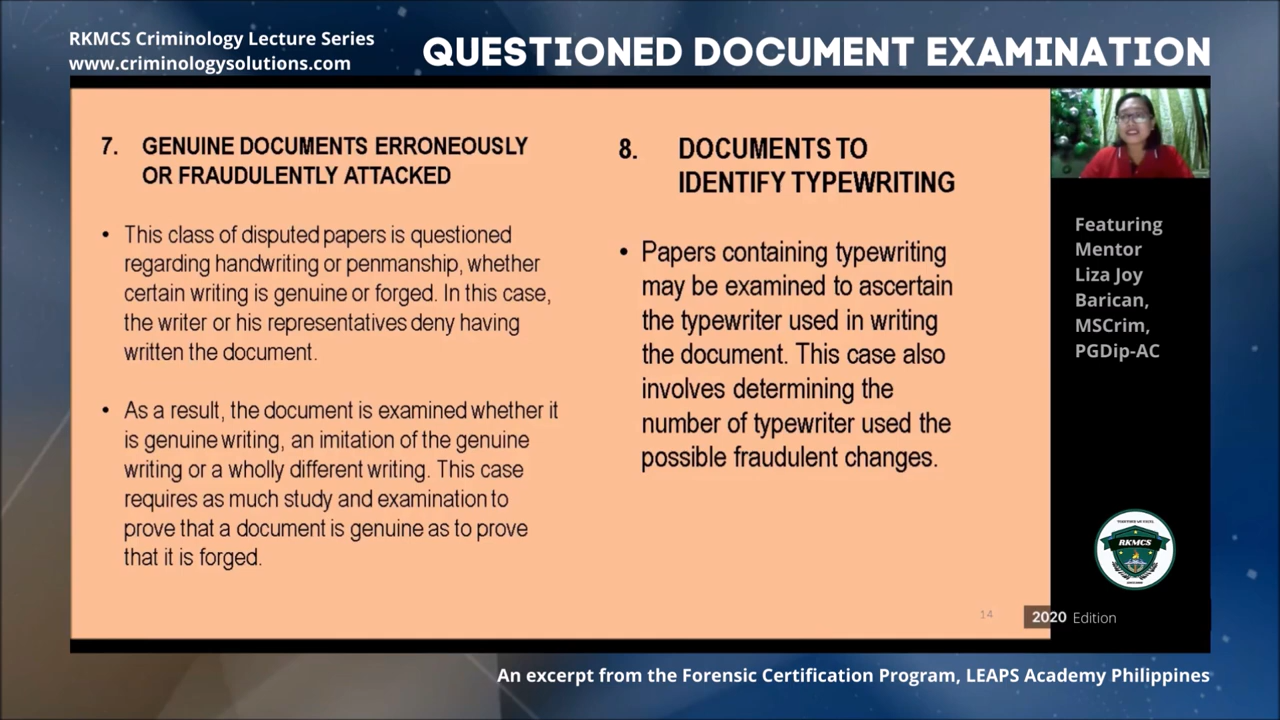 RKMCS Criminology Lecture Series
www.criminologysolutions.com
QUESTIONED DOCUMENT EXAMINATION
7. GENUINE DOCUMENTS ERRONEOUSLY
OR FRAUDULENTLY ATTACKED
• This class of disputed papers is questioned
regarding handwriting or penmanship, whether
certain writing is genuine or forged. In this case,
the writer or his representatives deny having
written the document.
• As a result, the document is examined whether it
is genuine writing, an imitation of the genuine
writing or a wholly different writing. This case
requires as much study and examination to
prove that a document is genuine as to prove
that it is forged.
8. DOCUMENTS TO
IDENTIFY TYPEWRITING
• Papers containing typewriting
may be examined to ascertain
the typewriter used in writing
the document. This case also
involves determining the
number of typewriter used the
possible fraudulent changes.
14
Featuring
Mentor
Liza Joy
Barican,
MSCrim,
PGDip-AC
RKMCS
2020 Edition
An excerpt from the Forensic Certification Program, LEAPS Academy Philippines